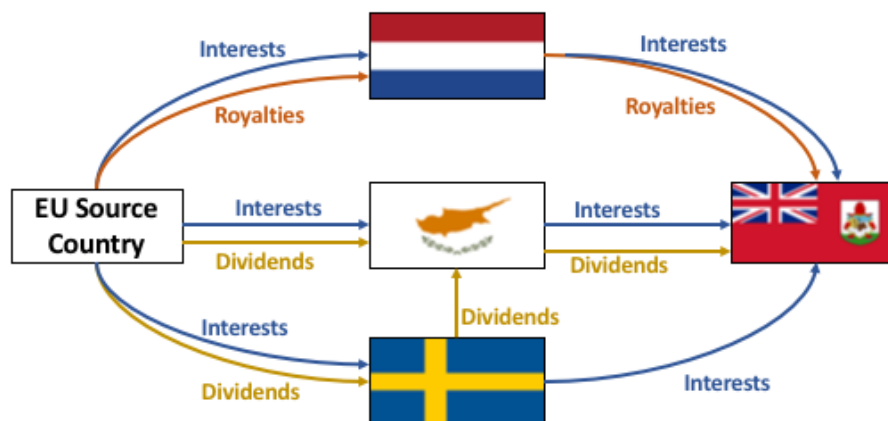 Interests
Interests
Royalties
Royalties
EU Source
Country
Interests
Interests
Dividends
Dividends
Dividends
Interests
Dividends
Interests